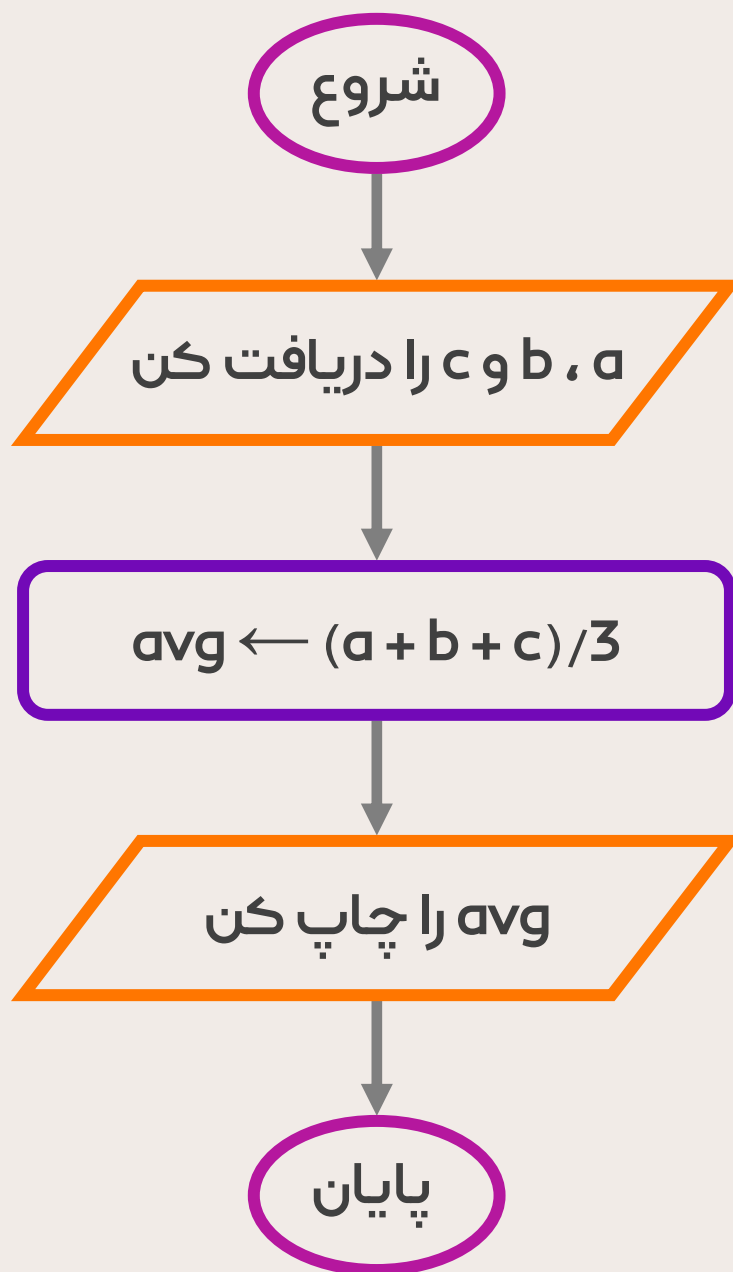 شروع
a ، b و c را دریافت کن
avg ← (a + b + c)/3
avg را چاپ کن
پایان